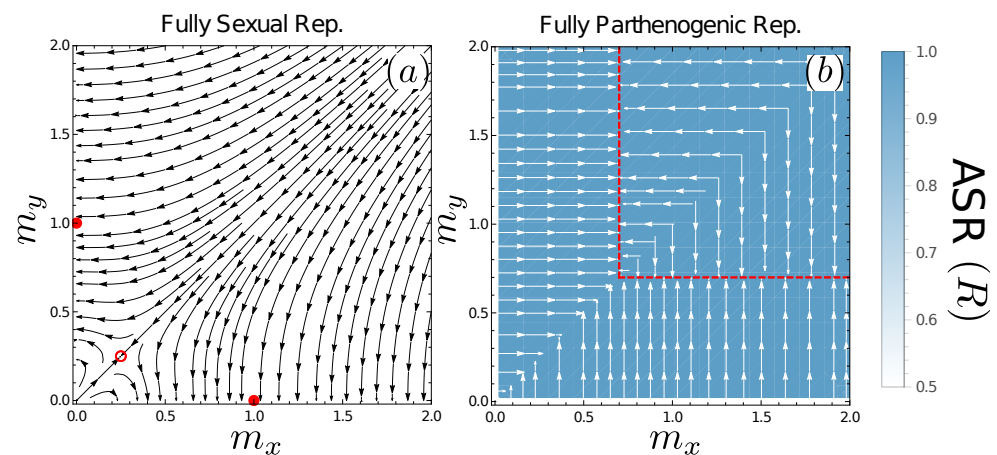 Fully Sexual Rep.
Fully Parthenogenic Rep.
(a)
(b)
2.0
1.5
1.0
0.5
0.0
m_y
0.0 0.5 1.0 1.5 2.0
m_x
2.0
1.5
1.0
0.5
0.0
m_y
0.0 0.5 1.0 1.5 2.0
m_x
1.0
0.9
0.8
0.7
0.6
0.5
ASR (R)